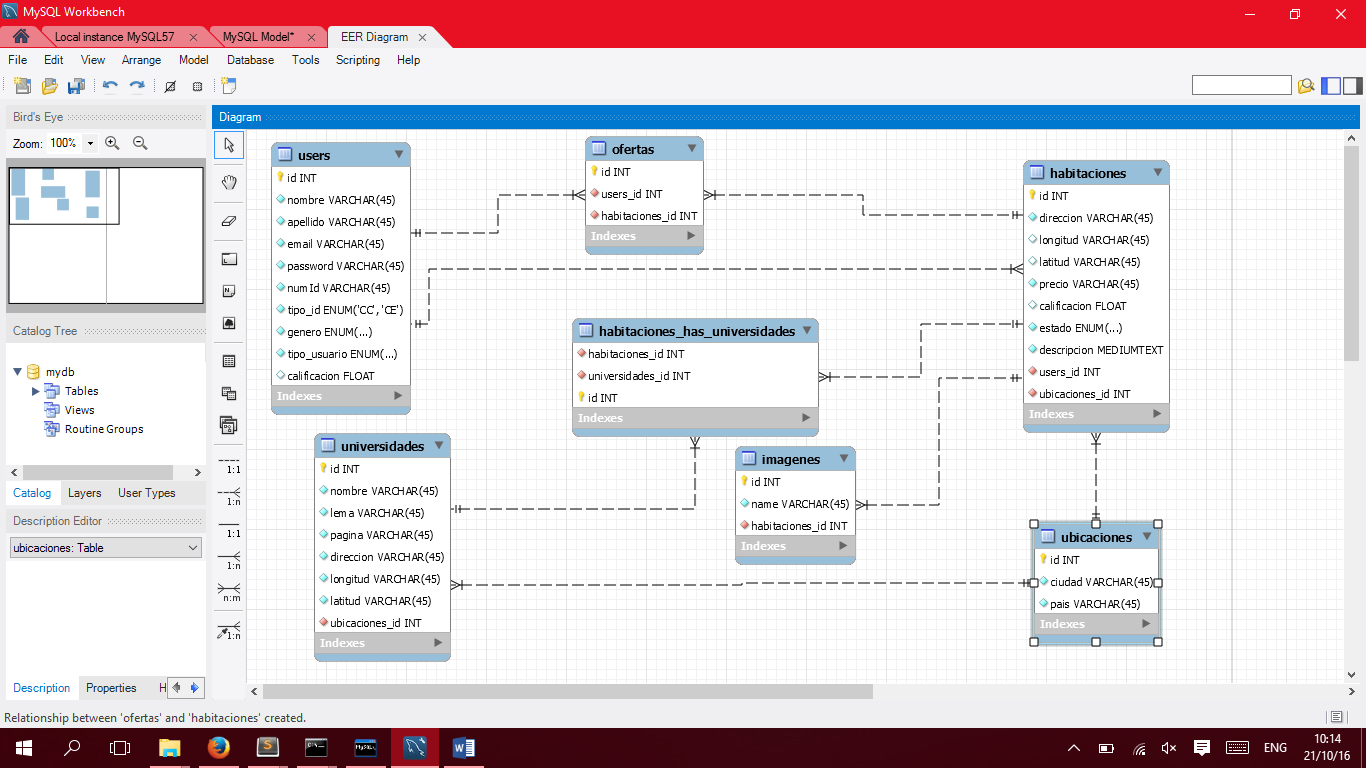 MySQL Workbench
Local instance MySQL57
MySQL Model*
EER Diagram
File Edit View Arrange Model Database Tools Scripting Help
Bird's Eye
Zoom: 100%
Catalog Tree
mydb
Tables
Views
Routine Groups
Catalog Layers User Types
Description Editor
ubicaciones: Table
Description Properties H
Diagram
1:1
1:n
1:1
1:n
n:m
1:n
users
id INT
nombre VARCHAR(45)
apellido VARCHAR(45)
email VARCHAR(45)
password VARCHAR(45)
numId VARCHAR(45)
tipo_id ENUM('CC', 'CE')
genero ENUM(...)
tipo_usuario ENUM(...)
calificacion FLOAT
Indexes
ofertas
id INT
users_id INT
habitaciones_id INT
Indexes
habitaciones
id INT
direccion VARCHAR(45)
longitud VARCHAR(45)
latitud VARCHAR(45)
precio VARCHAR(45)
calificacion FLOAT
estado ENUM(...)
descripcion MEDIUMTEXT
users_id INT
ubicaciones_id INT
Indexes
habitaciones_has_universidades
habitaciones_id INT
universidades_id INT
id INT
Indexes
universidades
id INT
nombre VARCHAR(45)
lema VARCHAR(45)
pagina VARCHAR(45)
direccion VARCHAR(45)
longitud VARCHAR(45)
latitud VARCHAR(45)
ubicaciones_id INT
Indexes
imagenes
id INT
name VARCHAR(45)
habitaciones_id INT
Indexes
ubicaciones
id INT
ciudad VARCHAR(45)
pais VARCHAR(45)
Indexes
Relationship between 'ofertas' and 'habitaciones' created.
ENG
10:14
21/10/16